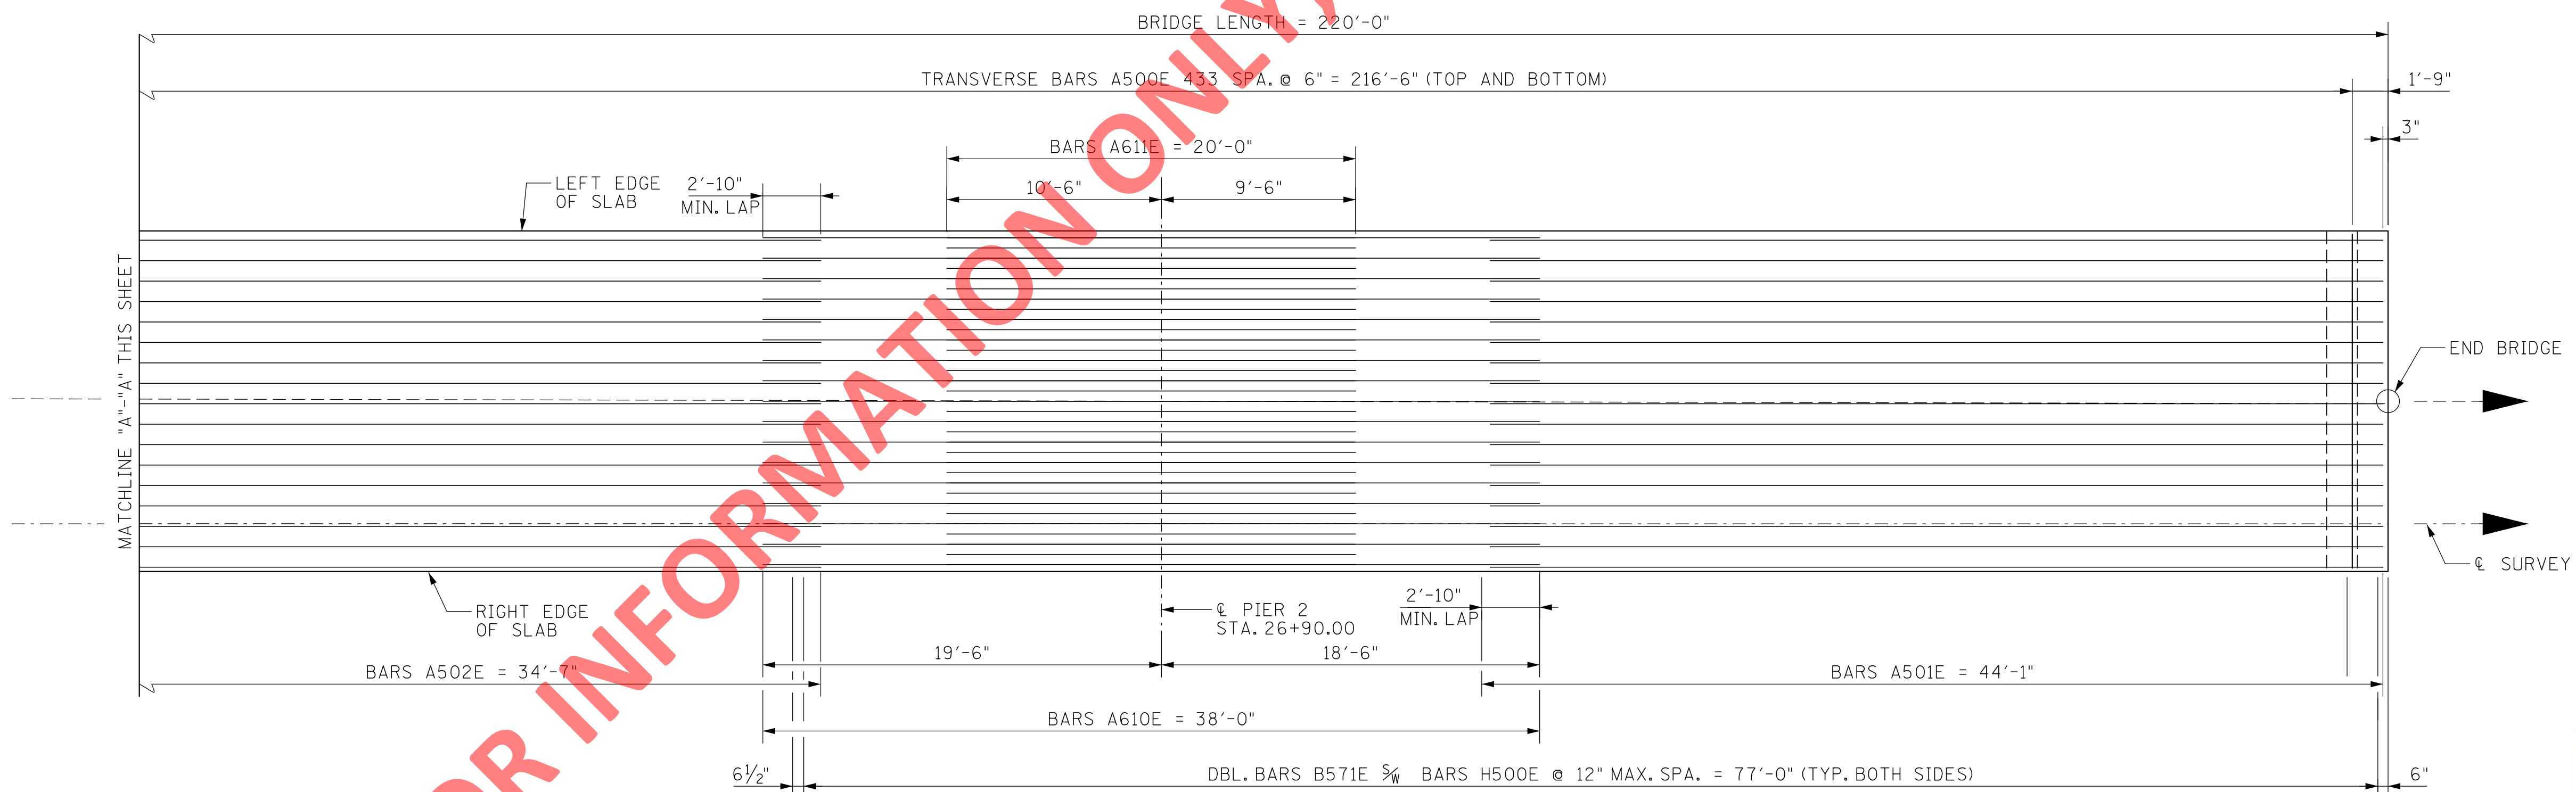 BRIDGE LENGTH = 220'-0"
TRANSVERSE BARS A500E 433 SPA. @ 6" = 216'-6" (TOP AND BOTTOM)
1'-9"
3"
BARS A611E = 20'-0"
LEFT EDGE
OF SLAB
2'-10"
MIN. LAP
10'-6"
9'-6"
MATCHLINE "A"-"A" THIS SHEET
END BRIDGE
℄ SURVEY
RIGHT EDGE
OF SLAB
℄ PIER 2
STA. 26+90.00
2'-10"
MIN. LAP
19'-6"
18'-6"
BARS A502E = 34'-7"
BARS A501E = 44'-1"
BARS A610E = 38'-0"
6½"
DBL. BARS B571E S/W BARS H500E @ 12" MAX. SPA. = 77'-0" (TYP. BOTH SIDES)
6"
OR INFORMATION ONLY